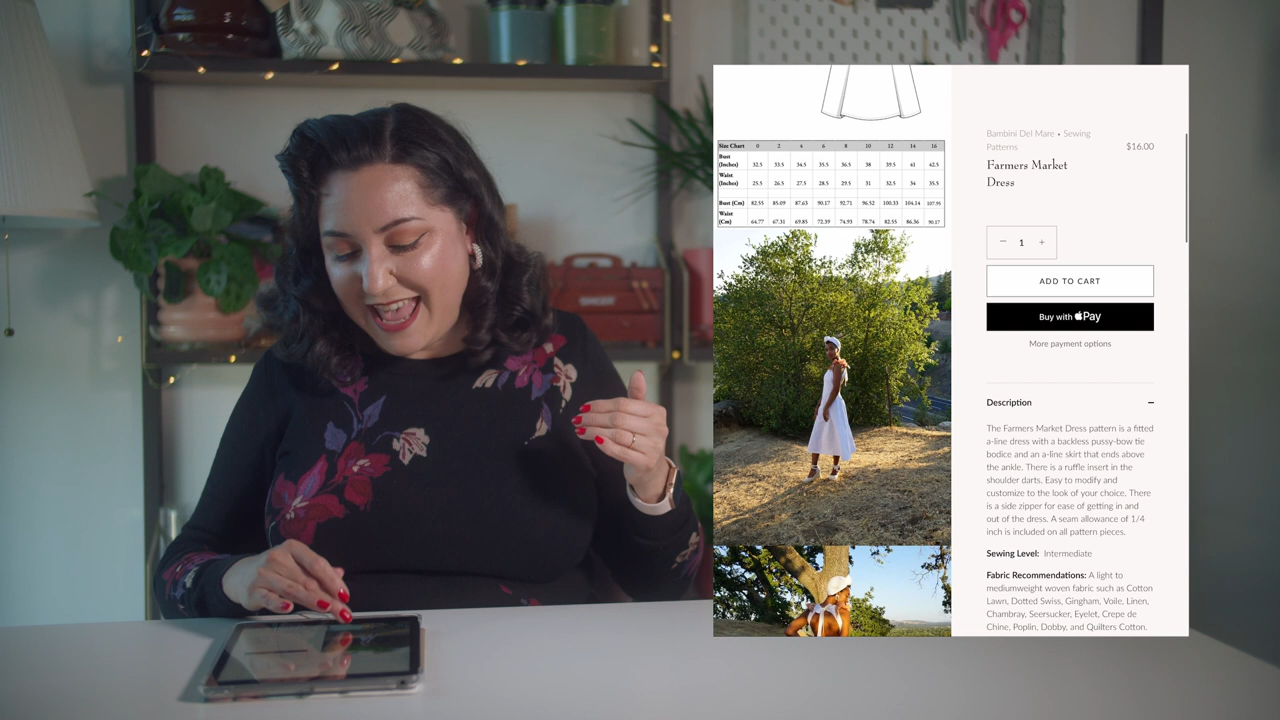 Size Chart 0 2 4 6 8 10 12 14 16
Bust
(Inches) 32.5 33.5 34.5 35.5 36.5 38 39.5 41 42.5
Waist
(Inches) 25.5 26.5 27.5 28.5 29.5 31 32.5 34 35.5
Bust (Cm) 82.55 85.09 87.63 90.17 92.71 96.52 100.33 104.14 107.95
Waist
(Cm) 64.77 67.31 69.85 72.39 74.93 78.74 82.55 86.36 90.17
Bambini Del Mare • Sewing
Patterns
$16.00
Farmers Market
Dress
− 1 +
ADD TO CART
Buy with Pay
More payment options
Description −
The Farmers Market Dress pattern is a fitted
a-line dress with a backless pussy-bow tie
bodice and an a-line skirt that ends above
the ankle. There is a ruffle insert in the
shoulder darts. Easy to modify and
customize to the look of your choice. There
is a side zipper for ease of getting in and
out of the dress. A seam allowance of 1/4
inch is included on all pattern pieces.
Sewing Level: Intermediate
Fabric Recommendations: A light to
mediumweight woven fabric such as Cotton
Lawn, Dotted Swiss, Gingham, Voile, Linen,
Chambray, Seersucker, Eyelet, Crepe de
Chine, Poplin, Dobby, and Quilters Cotton.
SINGER